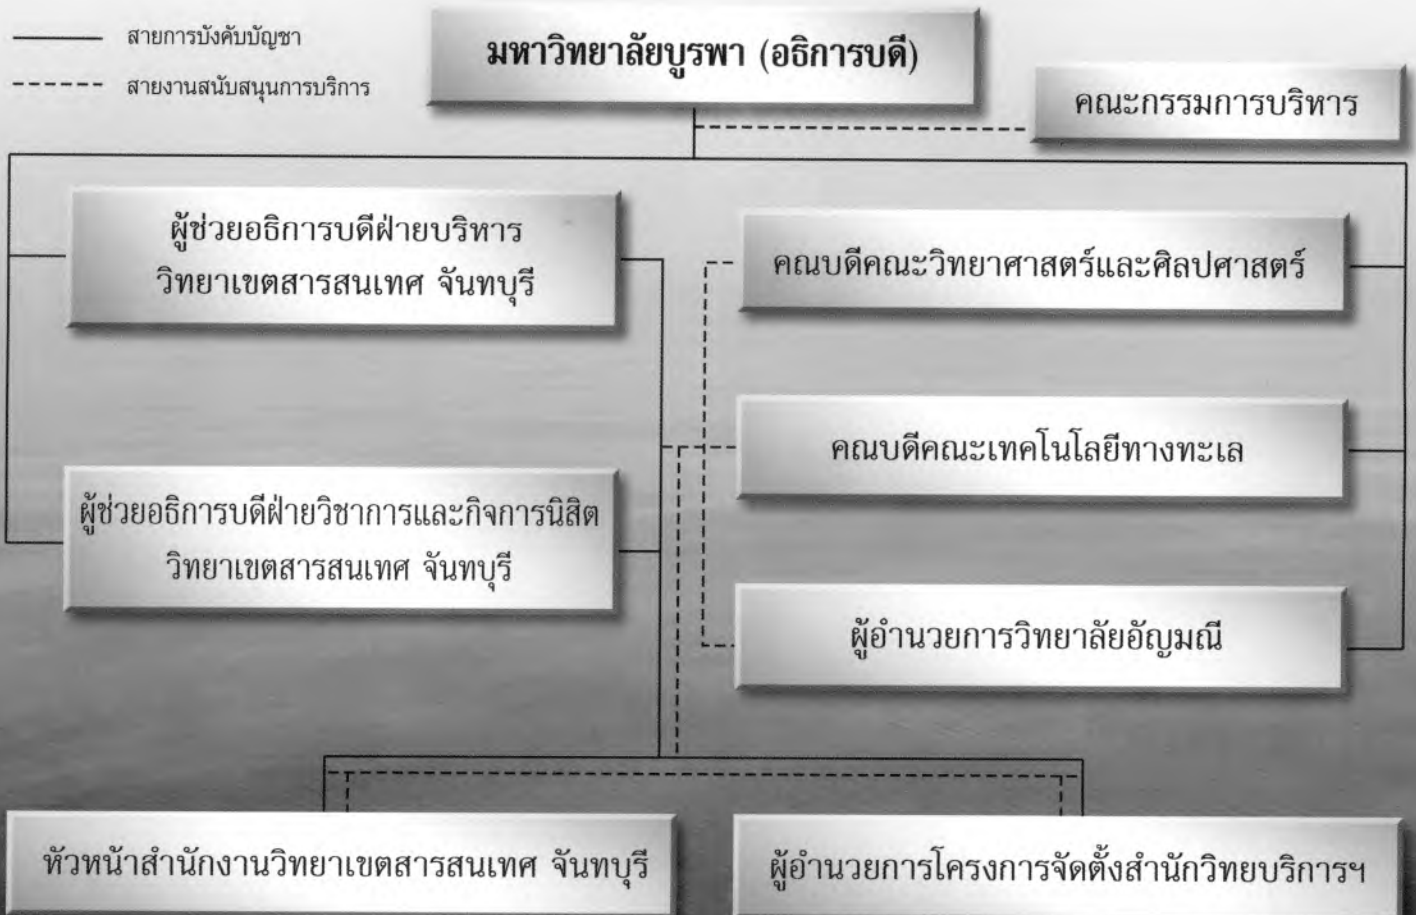 สายการบังคับบัญชา
สายงานสนับสนุนการบริการ
มหาวิทยาลัยบูรพา (อธิการบดี)
คณะกรรมการบริหาร
ผู้ช่วยอธิการบดีฝ่ายบริหาร
วิทยาเขตสารสนเทศ จันทบุรี
คณบดีคณะวิทยาศาสตร์และศิลปศาสตร์
คณบดีคณะเทคโนโลยีทางทะเล
ผู้ช่วยอธิการบดีฝ่ายวิชาการและกิจการนิสิต
วิทยาเขตสารสนเทศ จันทบุรี
ผู้อำนวยการวิทยาลัยอัญมณี
หัวหน้าสำนักงานวิทยาเขตสารสนเทศ จันทบุรี
ผู้อำนวยการโครงการจัดตั้งสำนักวิทยบริการฯ